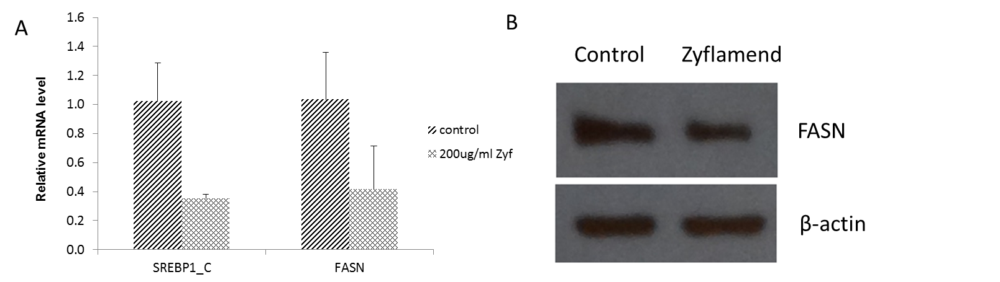 A
Relative mRNA level
1.6
1.4
1.2
1.0
0.8
0.6
0.4
0.2
0.0
SREBP1_C
FASN
control
200ug/ml Zyf
B
Control Zyflamend
FASN
β-actin